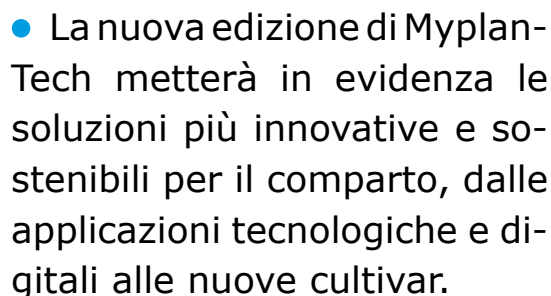 • La nuova edizione di Myplan-
Tech metterà in evidenza le
soluzioni più innovative e so-
stenibili per il comparto, dalle
applicazioni tecnologiche e di-
gitali alle nuove cultivar.